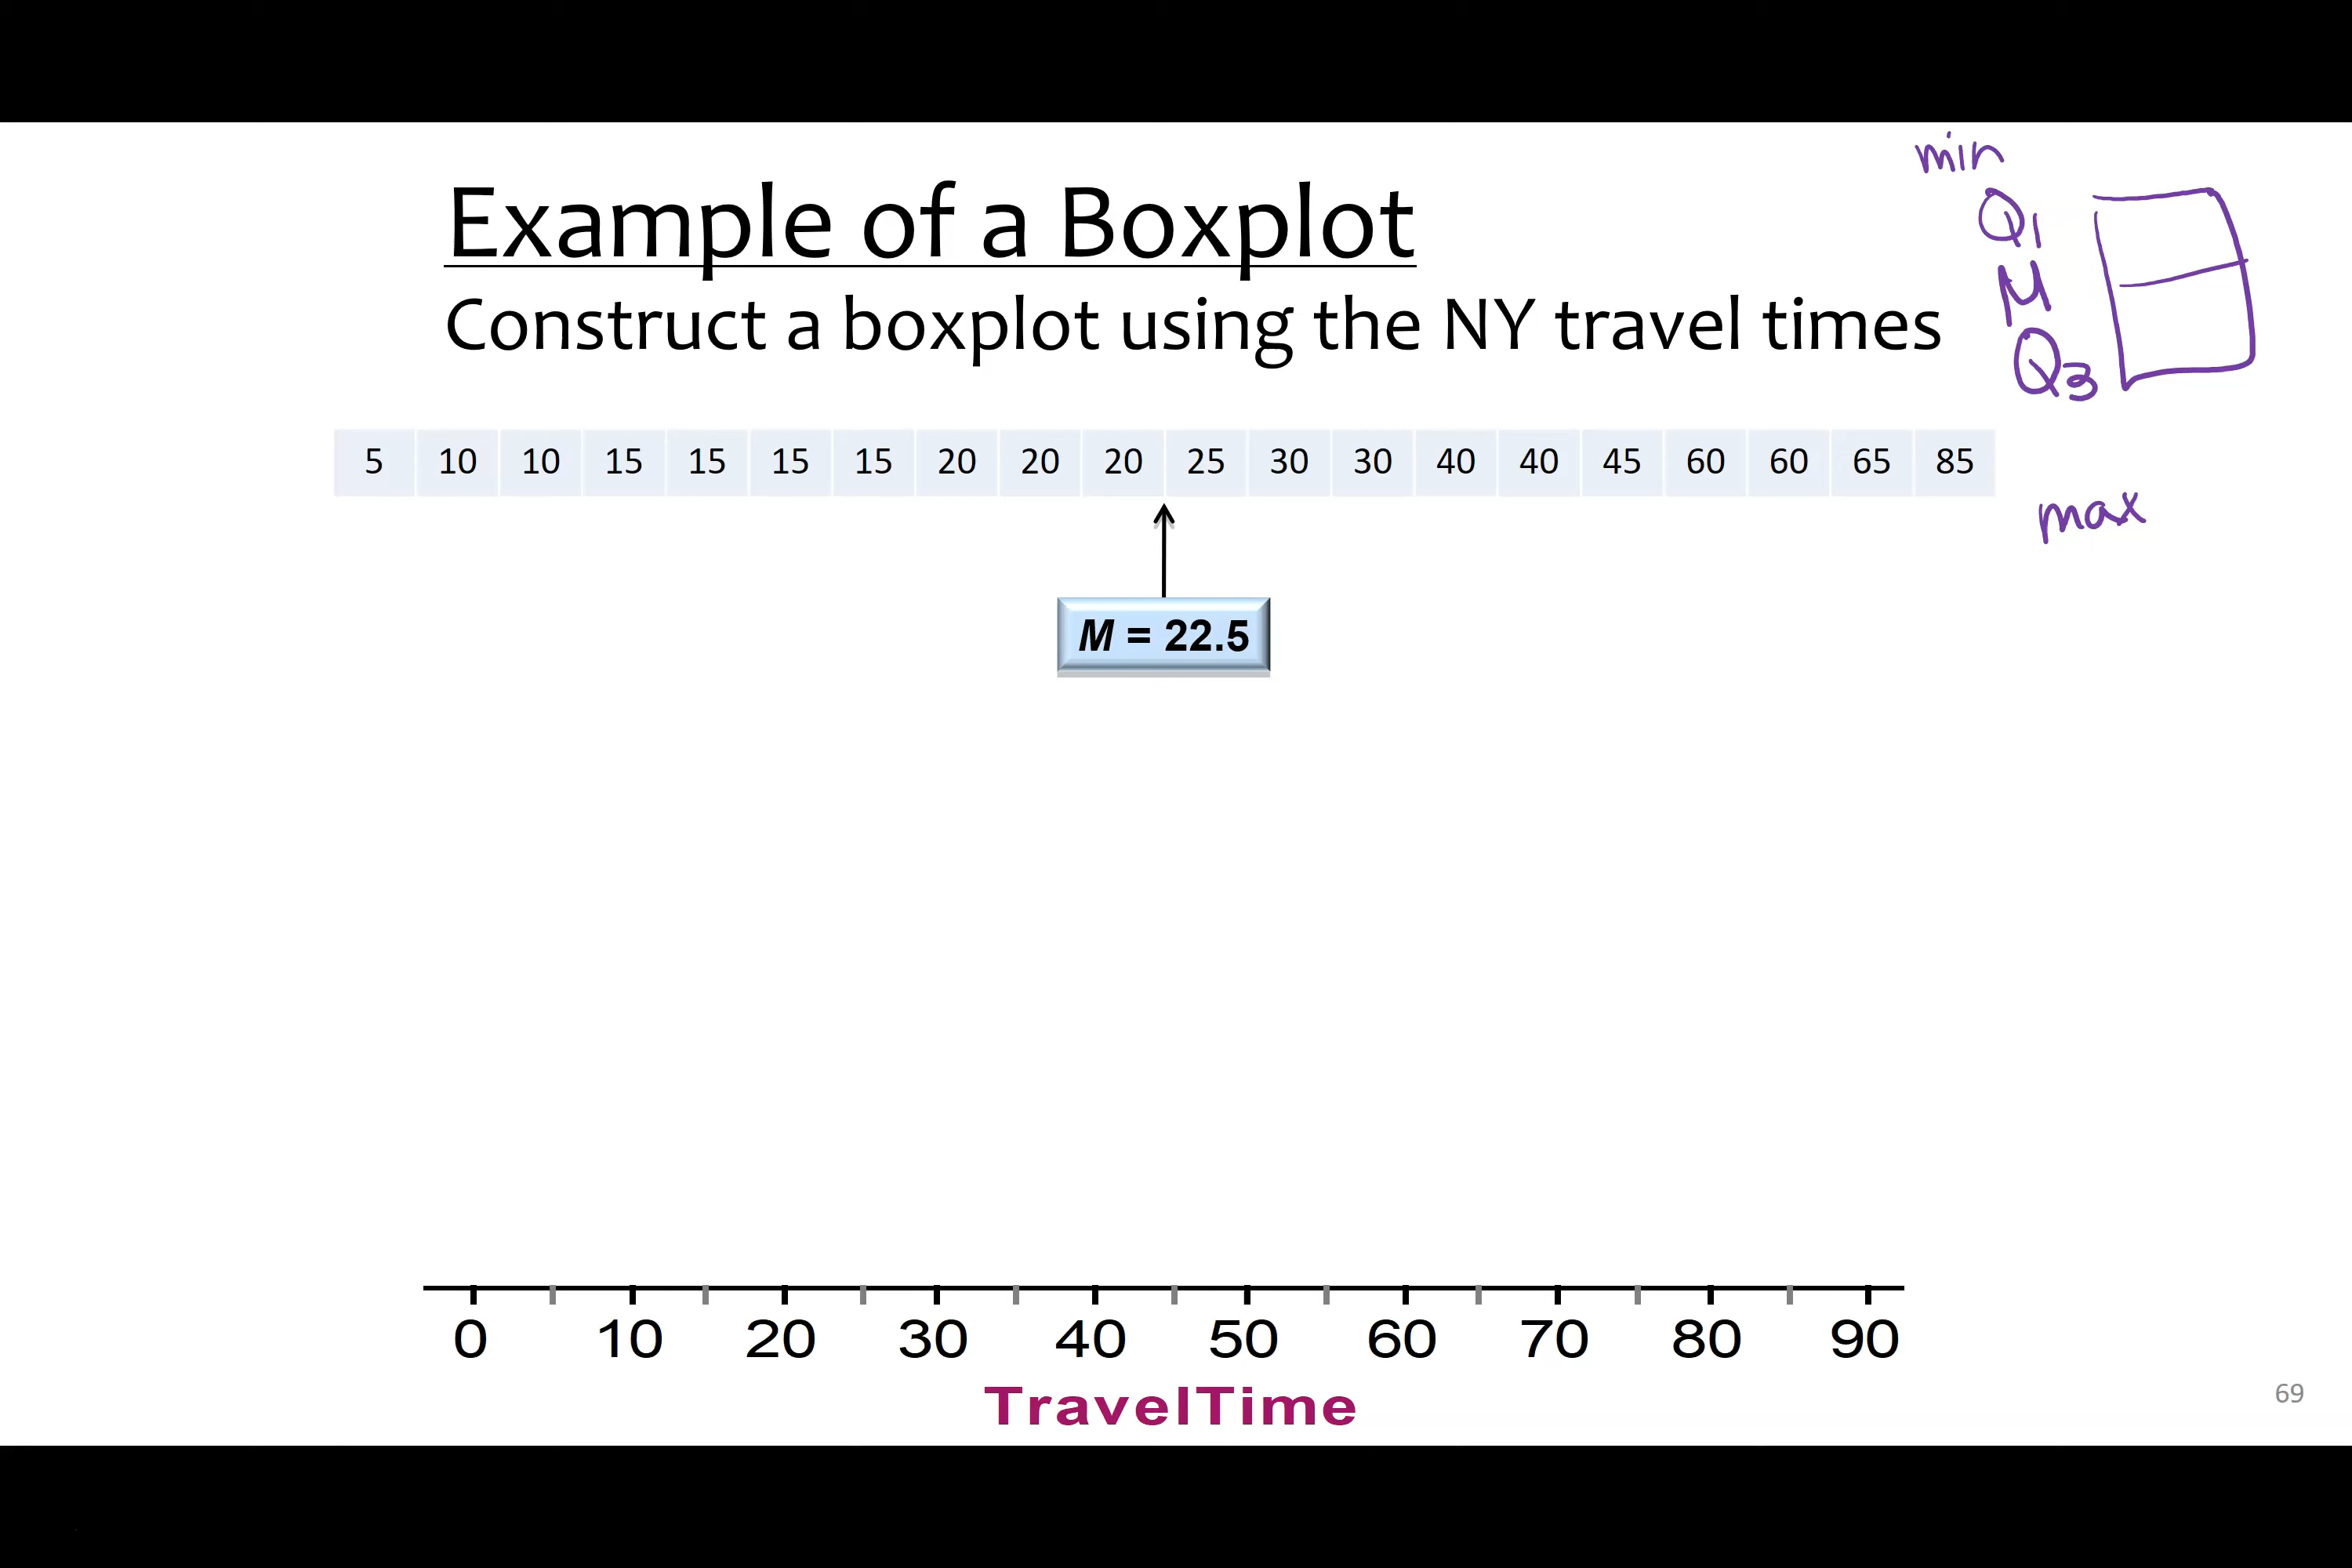 Example of a Boxplot
Construct a boxplot using the NY travel times
min
Q1
M
Q3
max
5 10 10 15 15 15 15 20 20 20 25 30 30 40 40 45 60 60 65 85
M = 22.5
0 10 20 30 40 50 60 70 80 90
TravelTime
69